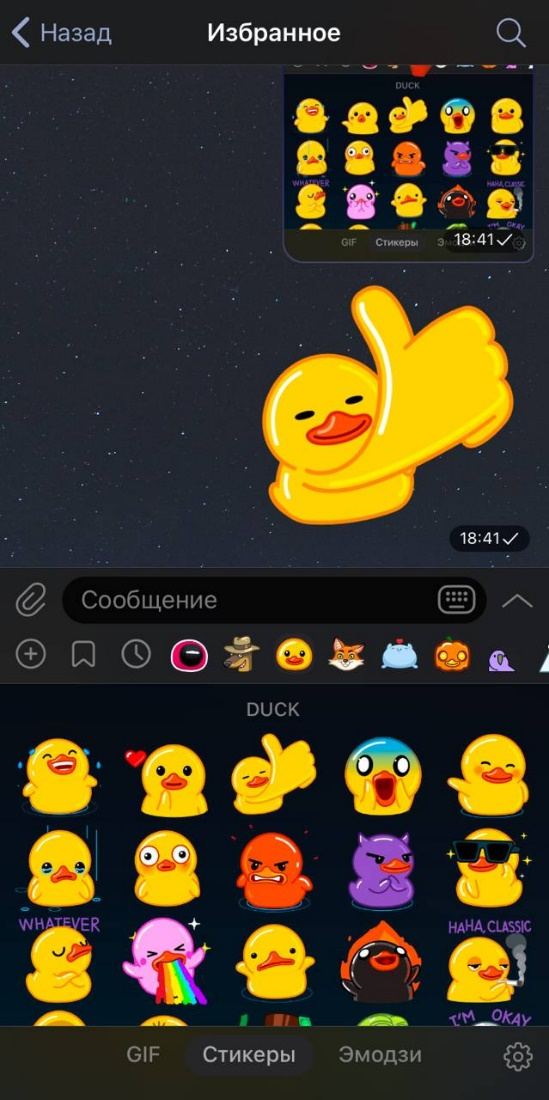 Назад
Избранное
DUCK
WHATEVER
HAHA, CLASSIC
I'M OKAY
GIF
Стикеры
18:41
18:41
Сообщение
DUCK
WHATEVER
HAHA, CLASSIC
I'M OKAY
GIF
Стикеры
Эмодзи